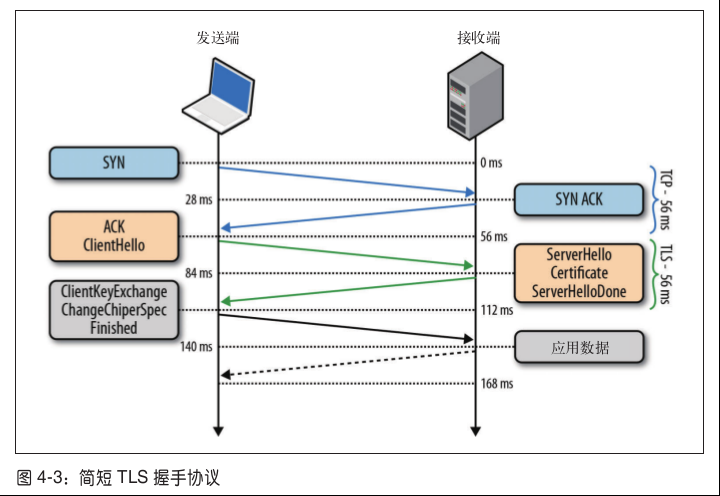 发送端
接收端
SYN
0 ms
28 ms
SYN ACK
TCP - 56 ms
ACK
ClientHello
56 ms
ServerHello
Certificate
ServerHelloDone
TLS - 56 ms
84 ms
ClientKeyExchange
ChangeChiperSpec
Finished
112 ms
140 ms
应用数据
168 ms
图 4-3：简短 TLS 握手协议